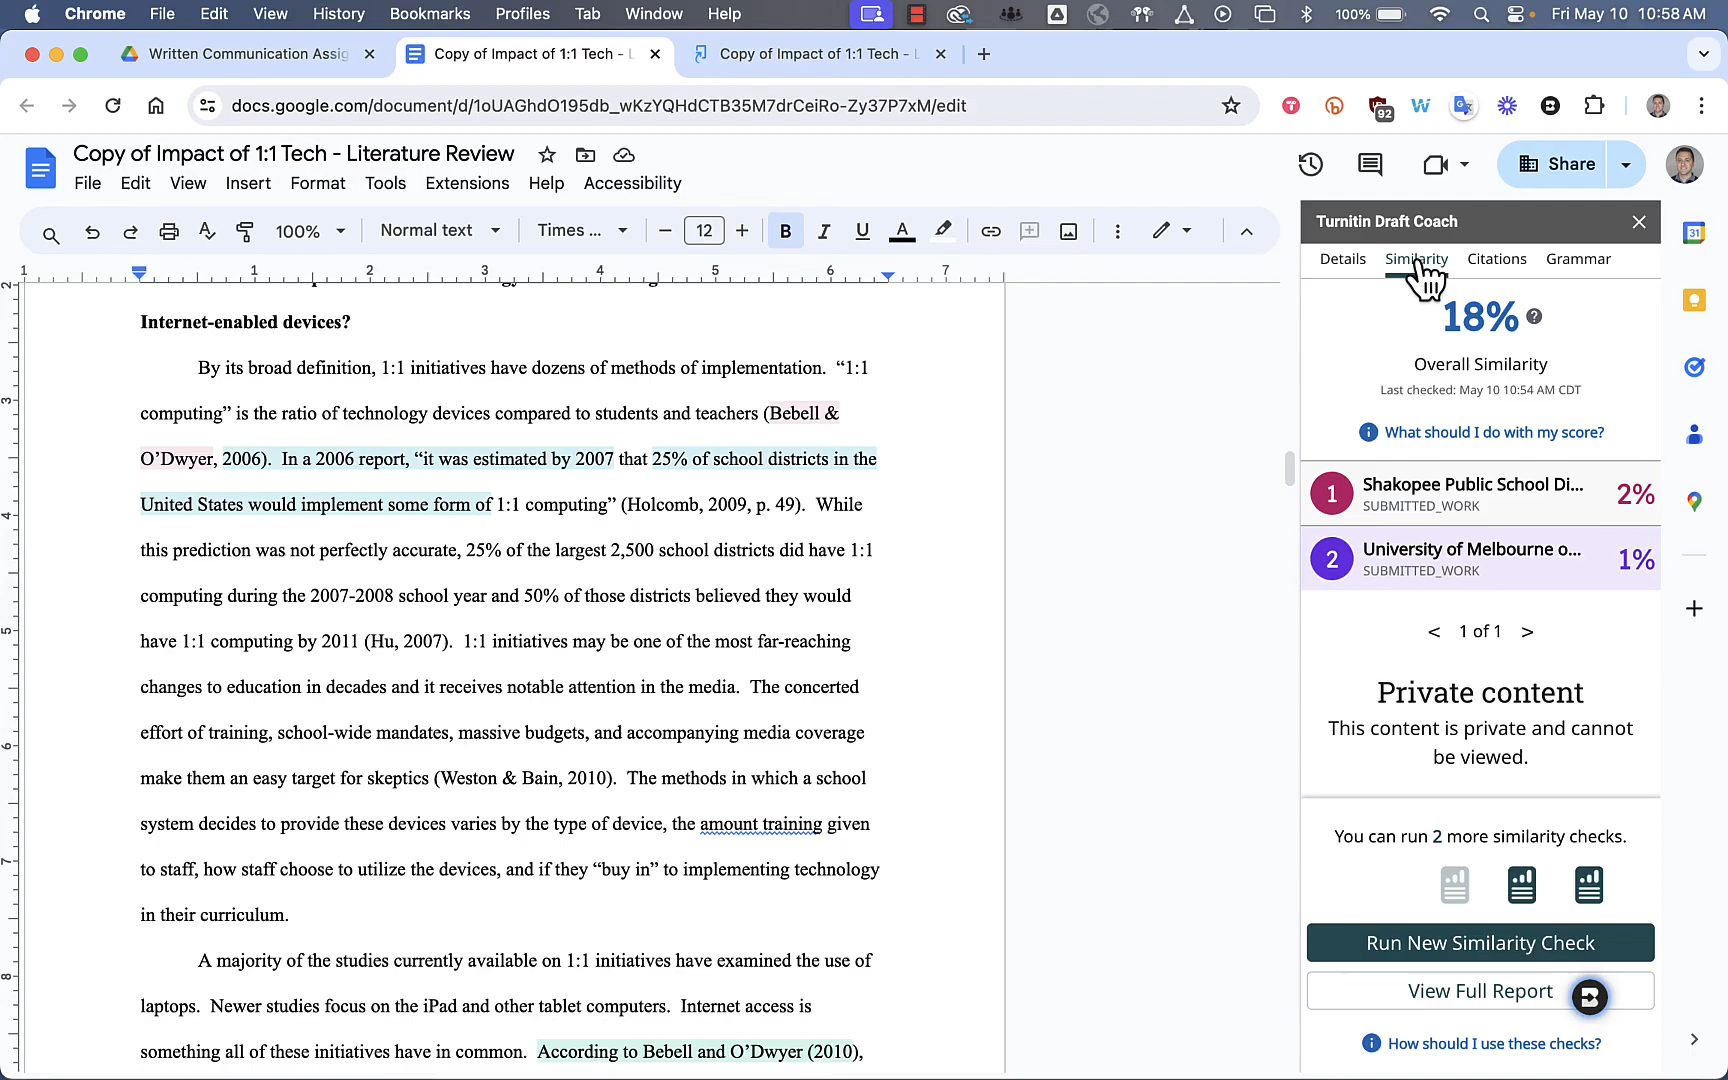 Chrome File Edit View History Bookmarks Profiles Tab Window Help 100% Fri May 10 10:58 AM
Written Communication Assig
Copy of Impact of 1:1 Tech - L
Copy of Impact of 1:1 Tech - L
docs.google.com/document/d/1oUAGhdO195db_wKzYQHdCTB35M7drCeiRo-Zy37P7xM/edit
92
Copy of Impact of 1:1 Tech - Literature Review
File Edit View Insert Format Tools Extensions Help Accessibility
Share
100% Normal text Times ... 12 B I U A
1 1 2 3 4 5 6 7
2
3
4
5
6
7
8
Internet-enabled devices?
By its broad definition, 1:1 initiatives have dozens of methods of implementation. “1:1
computing” is the ratio of technology devices compared to students and teachers (Bebell &
O’Dwyer, 2006). In a 2006 report, “it was estimated by 2007 that 25% of school districts in the
United States would implement some form of 1:1 computing” (Holcomb, 2009, p. 49). While
this prediction was not perfectly accurate, 25% of the largest 2,500 school districts did have 1:1
computing during the 2007-2008 school year and 50% of those districts believed they would
have 1:1 computing by 2011 (Hu, 2007). 1:1 initiatives may be one of the most far-reaching
changes to education in decades and it receives notable attention in the media. The concerted
effort of training, school-wide mandates, massive budgets, and accompanying media coverage
make them an easy target for skeptics (Weston & Bain, 2010). The methods in which a school
system decides to provide these devices varies by the type of device, the amount training given
to staff, how staff choose to utilize the devices, and if they “buy in” to implementing technology
in their curriculum.
A majority of the studies currently available on 1:1 initiatives have examined the use of
laptops. Newer studies focus on the iPad and other tablet computers. Internet access is
something all of these initiatives have in common. According to Bebell and O’Dwyer (2010),
Turnitin Draft Coach
Details Similarity Citations Grammar
18%
Overall Similarity
Last checked: May 10 10:54 AM CDT
What should I do with my score?
1 Shakopee Public School Di... 2%
SUBMITTED_WORK
2 University of Melbourne o... 1%
SUBMITTED_WORK
< 1 of 1 >
Private content
This content is private and cannot
be viewed.
You can run 2 more similarity checks.
Run New Similarity Check
View Full Report
How should I use these checks?
31